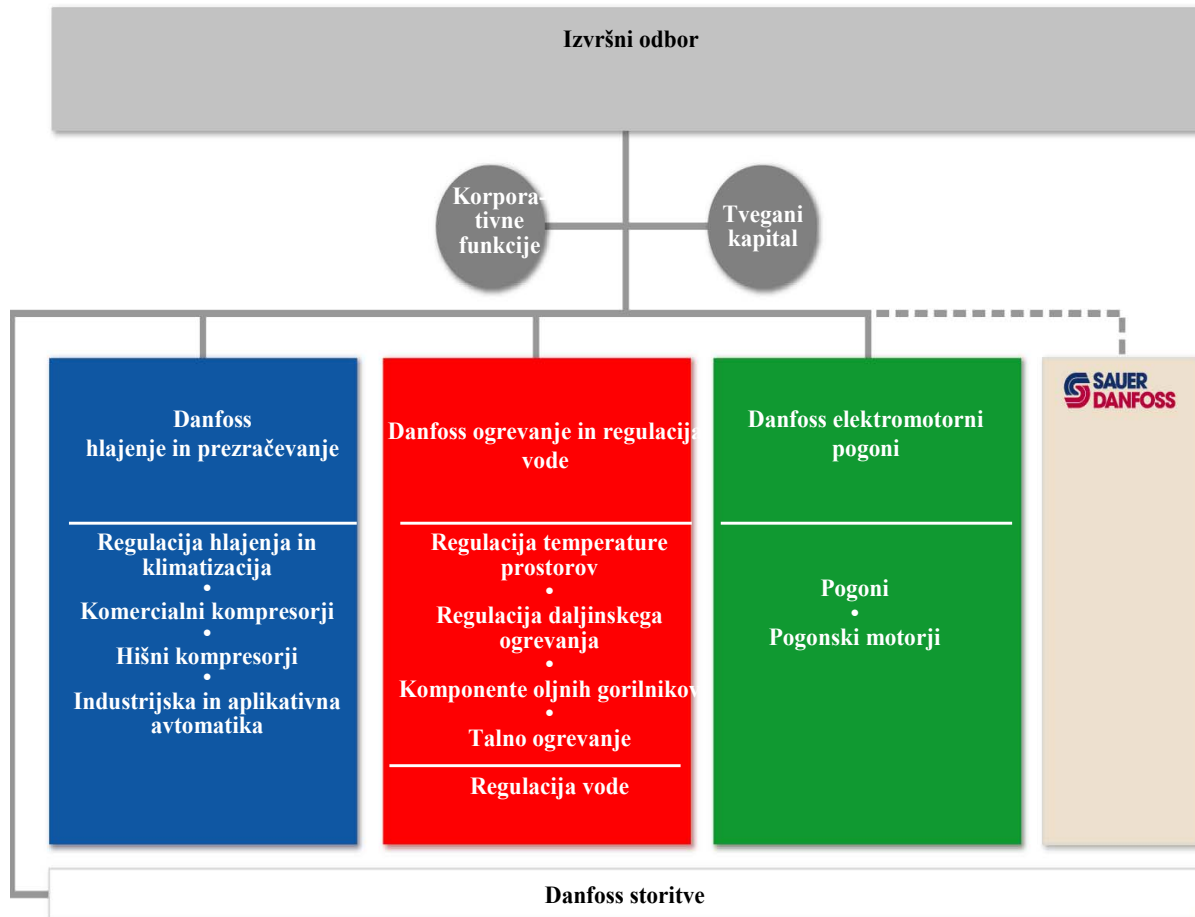 Izvršni odbor
Korpora-
tivne
funkcije
Tvegani
kapital
Danfoss
hlajenje in prezračevanje
Regulacija hlajenja in
klimatizacija
•
Komercialni kompresorji
•
Hišni kompresorji
•
Industrijska in aplikativna
avtomatika
Danfoss ogrevanje in regulacija
vode
Regulacija temperature
prostorov
•
Regulacija daljinskega
ogrevanja
•
Komponente oljnih gorilnikov
•
Talno ogrevanje
Regulacija vode
Danfoss elektromotorni
pogoni
Pogoni
•
Pogonski motorji
SAUER
DANFOSS
Danfoss storitve